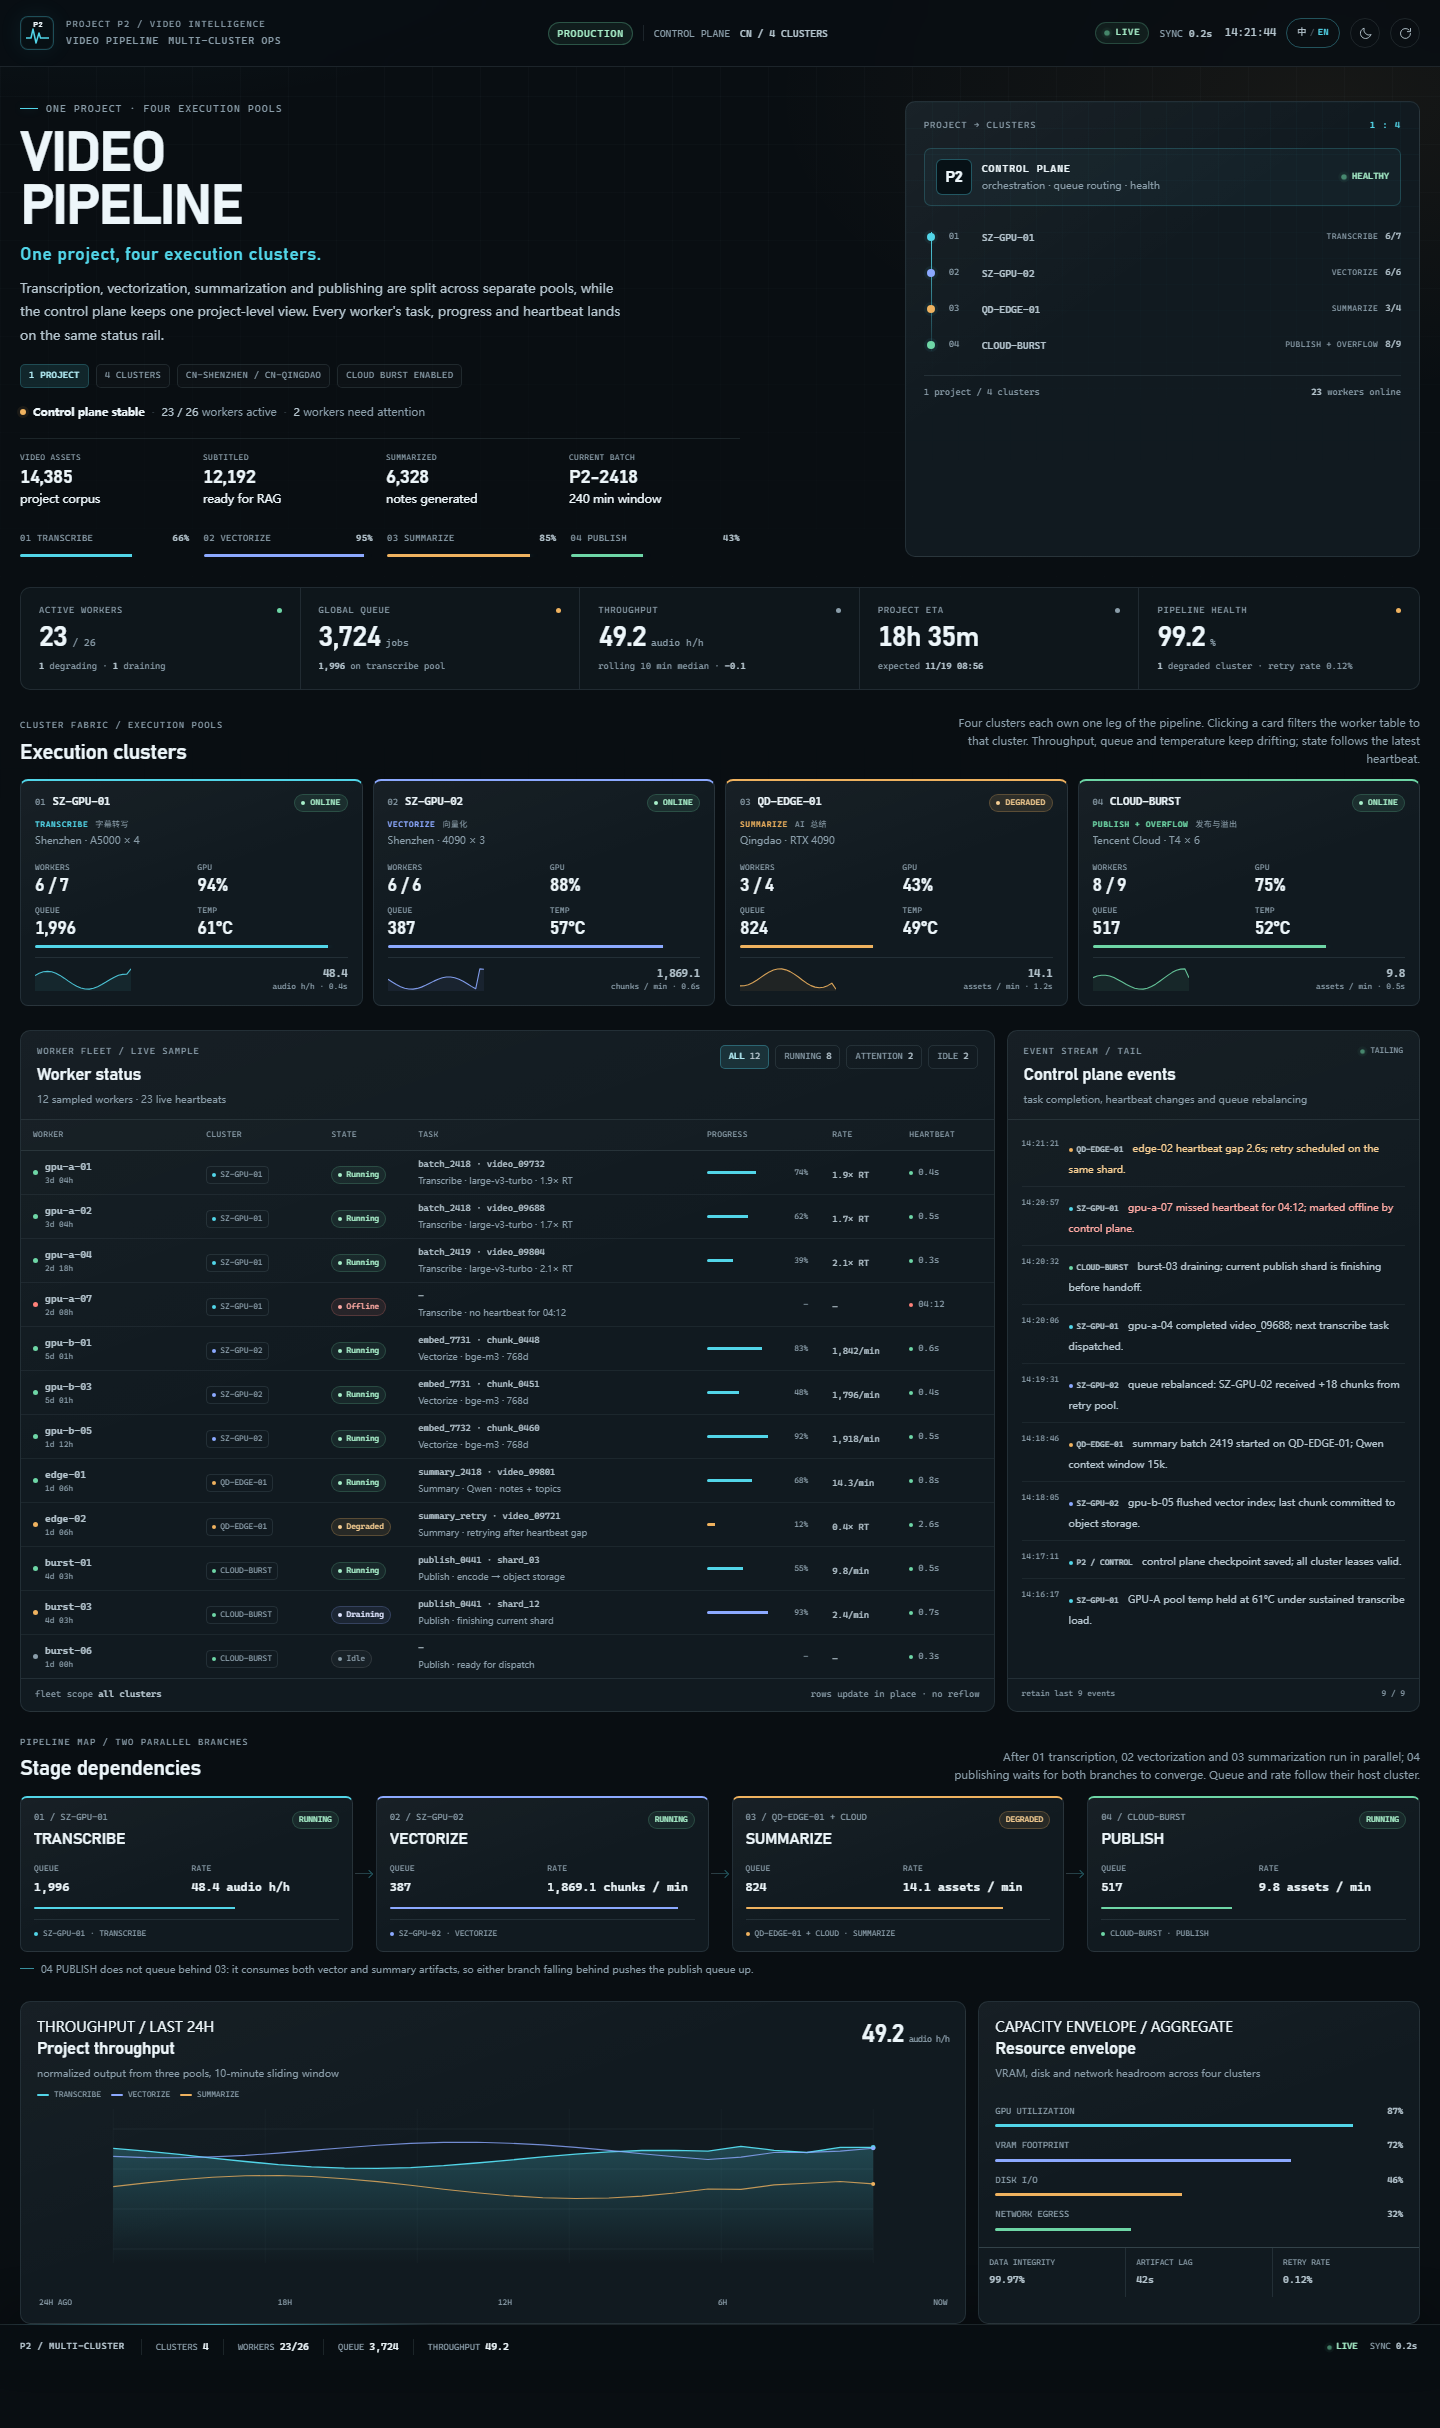 P2
PROJECT P2 / VIDEO INTELLIGENCE
VIDEO PIPELINE MULTI-CLUSTER OPS
PRODUCTION
CONTROL PLANE CN / 4 CLUSTERS
LIVE
SYNC 0.2s
14:21:44
中 / EN
ONE PROJECT · FOUR EXECUTION POOLS
VIDEO
PIPELINE
One project, four execution clusters.
Transcription, vectorization, summarization and publishing are split across separate pools, while
the control plane keeps one project-level view. Every worker's task, progress and heartbeat lands
on the same status rail.
1 PROJECT
4 CLUSTERS
CN-SHENZHEN / CN-QINGDAO
CLOUD BURST ENABLED
Control plane stable · 23 / 26 workers active · 2 workers need attention
VIDEO ASSETS
14,385
project corpus
SUBTITLED
12,192
ready for RAG
SUMMARIZED
6,328
notes generated
CURRENT BATCH
P2-2418
240 min window
01 TRANSCRIBE 66%
02 VECTORIZE 95%
03 SUMMARIZE 85%
04 PUBLISH 43%
PROJECT → CLUSTERS
1 : 4
P2
CONTROL PLANE
orchestration · queue routing · health
HEALTHY
01 SZ-GPU-01 TRANSCRIBE 6/7
02 SZ-GPU-02 VECTORIZE 6/6
03 QD-EDGE-01 SUMMARIZE 3/4
04 CLOUD-BURST PUBLISH + OVERFLOW 8/9
1 project / 4 clusters
23 workers online
ACTIVE WORKERS
23 / 26
1 degrading · 1 draining
GLOBAL QUEUE
3,724 jobs
1,996 on transcribe pool
THROUGHPUT
49.2 audio h/h
rolling 10 min median · −0.1
PROJECT ETA
18h 35m
expected 11/19 08:56
PIPELINE HEALTH
99.2 %
1 degraded cluster · retry rate 0.12%
CLUSTER FABRIC / EXECUTION POOLS
Execution clusters
Four clusters each own one leg of the pipeline. Clicking a card filters the worker table to
that cluster. Throughput, queue and temperature keep drifting; state follows the latest
heartbeat.
01 SZ-GPU-01
ONLINE
TRANSCRIBE 字幕转写
Shenzhen · A5000 × 4
WORKERS
6 / 7
GPU
94%
QUEUE
1,996
TEMP
61°C
48.4
audio h/h · 0.4s
02 SZ-GPU-02
ONLINE
VECTORIZE 向量化
Shenzhen · 4090 × 3
WORKERS
6 / 6
GPU
88%
QUEUE
387
TEMP
57°C
1,869.1
chunks / min · 0.6s
03 QD-EDGE-01
DEGRADED
SUMMARIZE AI 总结
Qingdao · RTX 4090
WORKERS
3 / 4
GPU
43%
QUEUE
824
TEMP
49°C
14.1
assets / min · 1.2s
04 CLOUD-BURST
ONLINE
PUBLISH + OVERFLOW 发布与溢出
Tencent Cloud · T4 × 6
WORKERS
8 / 9
GPU
75%
QUEUE
517
TEMP
52°C
9.8
assets / min · 0.5s
WORKER FLEET / LIVE SAMPLE
Worker status
12 sampled workers · 23 live heartbeats
ALL 12
RUNNING 8
ATTENTION 2
IDLE 2
WORKER CLUSTER STATE TASK PROGRESS RATE HEARTBEAT
gpu-a-01
3d 04h
SZ-GPU-01
Running
batch_2418 · video_09732
Transcribe · large-v3-turbo · 1.9× RT
74%
1.9× RT
0.4s
gpu-a-02
3d 04h
SZ-GPU-01
Running
batch_2418 · video_09688
Transcribe · large-v3-turbo · 1.7× RT
62%
1.7× RT
0.5s
gpu-a-04
2d 18h
SZ-GPU-01
Running
batch_2419 · video_09804
Transcribe · large-v3-turbo · 2.1× RT
39%
2.1× RT
0.3s
gpu-a-07
2d 08h
SZ-GPU-01
Offline
—
Transcribe · no heartbeat for 04:12
—
—
04:12
gpu-b-01
5d 01h
SZ-GPU-02
Running
embed_7731 · chunk_0448
Vectorize · bge-m3 · 768d
83%
1,842/min
0.6s
gpu-b-03
5d 01h
SZ-GPU-02
Running
embed_7731 · chunk_0451
Vectorize · bge-m3 · 768d
48%
1,796/min
0.4s
gpu-b-05
1d 12h
SZ-GPU-02
Running
embed_7732 · chunk_0460
Vectorize · bge-m3 · 768d
92%
1,918/min
0.5s
edge-01
1d 06h
QD-EDGE-01
Running
summary_2418 · video_09801
Summary · Qwen · notes + topics
68%
14.3/min
0.8s
edge-02
1d 06h
QD-EDGE-01
Degraded
summary_retry · video_09721
Summary · retrying after heartbeat gap
12%
0.4× RT
2.6s
burst-01
4d 03h
CLOUD-BURST
Running
publish_0441 · shard_03
Publish · encode → object storage
55%
9.8/min
0.5s
burst-03
4d 03h
CLOUD-BURST
Draining
publish_0441 · shard_12
Publish · finishing current shard
93%
2.4/min
0.7s
burst-06
1d 00h
CLOUD-BURST
Idle
—
Publish · ready for dispatch
—
—
0.3s
fleet scope all clusters
rows update in place · no reflow
EVENT STREAM / TAIL
TAILING
Control plane events
task completion, heartbeat changes and queue rebalancing
14:21:21 QD-EDGE-01 edge-02 heartbeat gap 2.6s; retry scheduled on the
same shard.
14:20:57 SZ-GPU-01 gpu-a-07 missed heartbeat for 04:12; marked offline by
control plane.
14:20:32 CLOUD-BURST burst-03 draining; current publish shard is finishing
before handoff.
14:20:06 SZ-GPU-01 gpu-a-04 completed video_09688; next transcribe task
dispatched.
14:19:31 SZ-GPU-02 queue rebalanced: SZ-GPU-02 received +18 chunks from
retry pool.
14:18:46 QD-EDGE-01 summary batch 2419 started on QD-EDGE-01; Qwen
context window 15k.
14:18:05 SZ-GPU-02 gpu-b-05 flushed vector index; last chunk committed to
object storage.
14:17:11 P2 / CONTROL control plane checkpoint saved; all cluster leases valid.
14:16:17 SZ-GPU-01 GPU-A pool temp held at 61°C under sustained transcribe
load.
retain last 9 events
9 / 9
PIPELINE MAP / TWO PARALLEL BRANCHES
Stage dependencies
After 01 transcription, 02 vectorization and 03 summarization run in parallel; 04
publishing waits for both branches to converge. Queue and rate follow their host cluster.
01 / SZ-GPU-01
RUNNING
TRANSCRIBE
QUEUE
1,996
RATE
48.4 audio h/h
SZ-GPU-01 · TRANSCRIBE
02 / SZ-GPU-02
RUNNING
VECTORIZE
QUEUE
387
RATE
1,869.1 chunks / min
SZ-GPU-02 · VECTORIZE
03 / QD-EDGE-01 + CLOUD
DEGRADED
SUMMARIZE
QUEUE
824
RATE
14.1 assets / min
QD-EDGE-01 + CLOUD · SUMMARIZE
04 / CLOUD-BURST
RUNNING
PUBLISH
QUEUE
517
RATE
9.8 assets / min
CLOUD-BURST · PUBLISH
04 PUBLISH does not queue behind 03: it consumes both vector and summary artifacts, so either branch falling behind pushes the publish queue up.
THROUGHPUT / LAST 24H
Project throughput
normalized output from three pools, 10-minute sliding window
49.2 audio h/h
TRANSCRIBE
VECTORIZE
SUMMARIZE
24H AGO 18H 12H 6H NOW
CAPACITY ENVELOPE / AGGREGATE
Resource envelope
VRAM, disk and network headroom across four clusters
GPU UTILIZATION 87%
VRAM FOOTPRINT 72%
DISK I/O 46%
NETWORK EGRESS 32%
DATA INTEGRITY
99.97%
ARTIFACT LAG
42s
RETRY RATE
0.12%
P2 / MULTI-CLUSTER
CLUSTERS 4
WORKERS 23/26
QUEUE 3,724
THROUGHPUT 49.2
LIVE
SYNC 0.2s